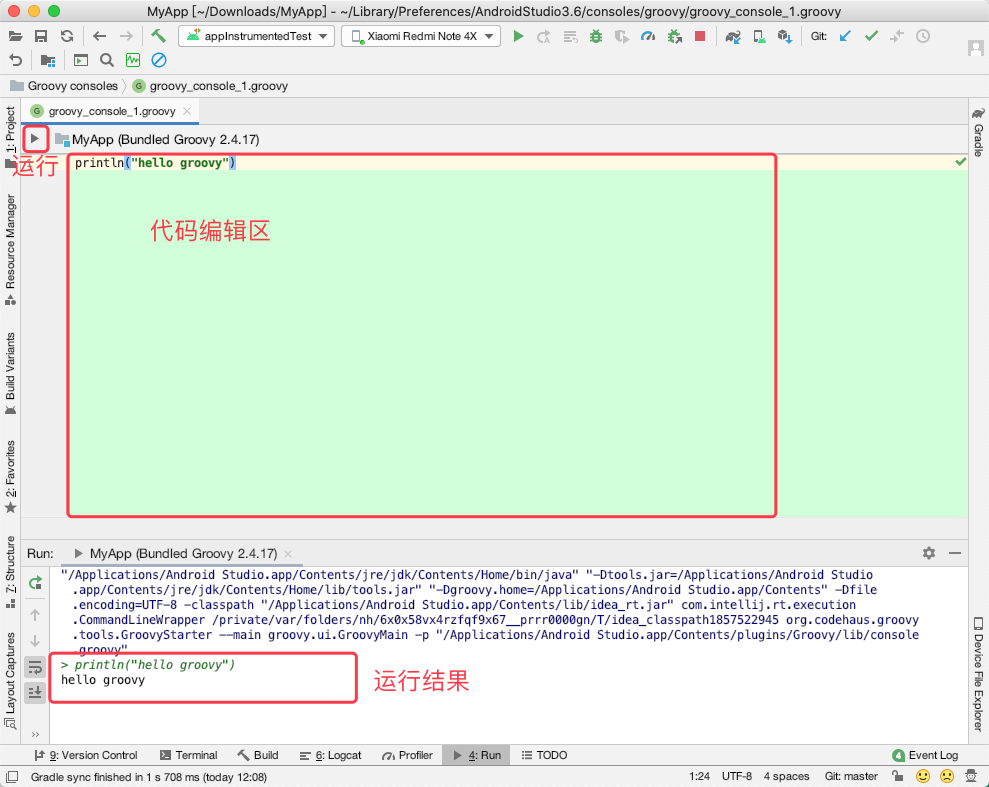 MyApp [~/Downloads/MyApp] - ~/Library/Preferences/AndroidStudio3.6/consoles/groovy/groovy_console_1.groovy
appInstrumentedTest
Xiaomi Redmi Note 4X
Git:
Groovy consoles
groovy_console_1.groovy
groovy_console_1.groovy
MyApp (Bundled Groovy 2.4.17)
运行
println("hello groovy")
代码编辑区
1: Project
Resource Manager
Build Variants
2: Favorites
Z: Structure
Layout Captures
Gradle
Device File Explorer
Run:
MyApp (Bundled Groovy 2.4.17)
"/Applications/Android Studio.app/Contents/jre/jdk/Contents/Home/bin/java" "-Dtools.jar=/Applications/Android Studio
.app/Contents/jre/jdk/Contents/Home/lib/tools.jar" "-Dgroovy.home=/Applications/Android Studio.app/Contents" -Dfile
.encoding=UTF-8 -classpath "/Applications/Android Studio.app/Contents/lib/idea_rt.jar" com.intellij.rt.execution
.CommandLineWrapper /private/var/folders/nh/6x0x58vx4rzfqf9x67__prrr0000gn/T/idea_classpath1857522945 org.codehaus.groovy
.tools.GroovyStarter --main groovy.ui.GroovyMain -p "/Applications/Android Studio.app/Contents/plugins/Groovy/lib/console
.groovy"
> println("hello groovy")
hello groovy
运行结果
9: Version Control
Terminal
Build
6: Logcat
Profiler
4: Run
TODO
4 Event Log
Gradle sync finished in 1 s 708 ms (today 12:08)
1:24
UTF-8
4 spaces
Git: master